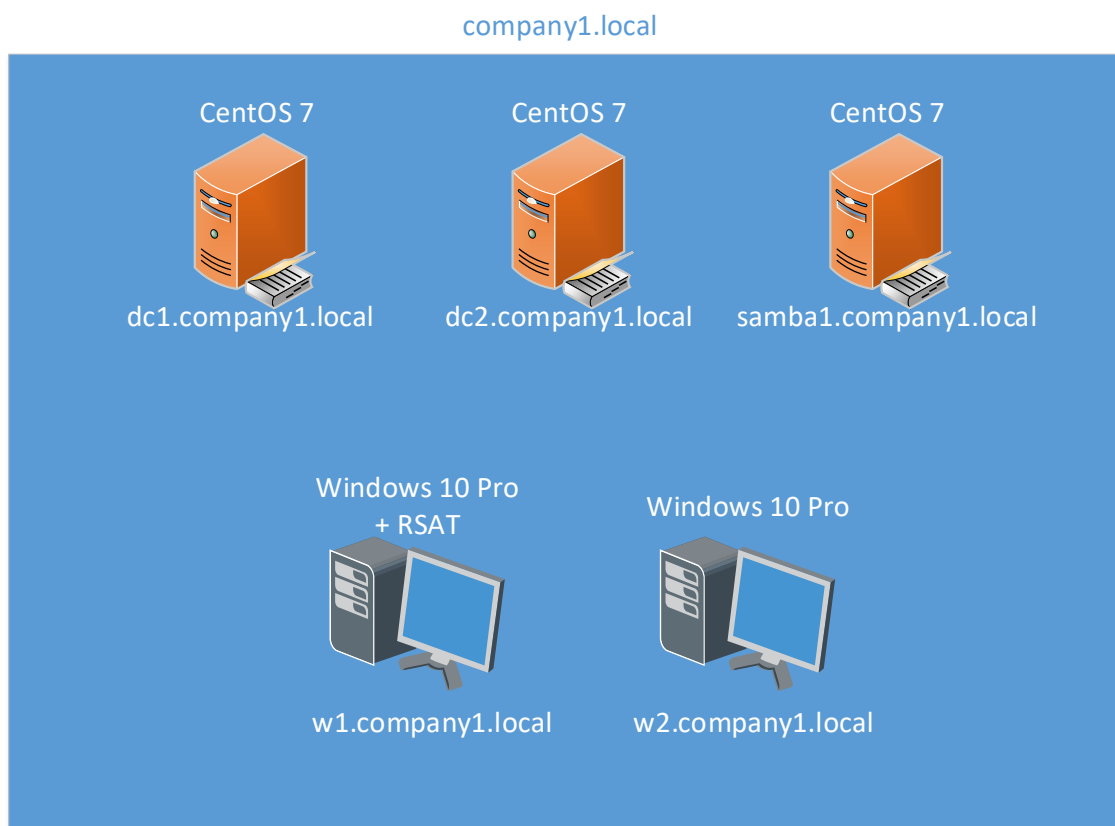 company1.local
CentOS 7
CentOS 7
CentOS 7
dc1.company1.local
dc2.company1.local
samba1.company1.local
Windows 10 Pro
+ RSAT
Windows 10 Pro
w1.company1.local
w2.company1.local